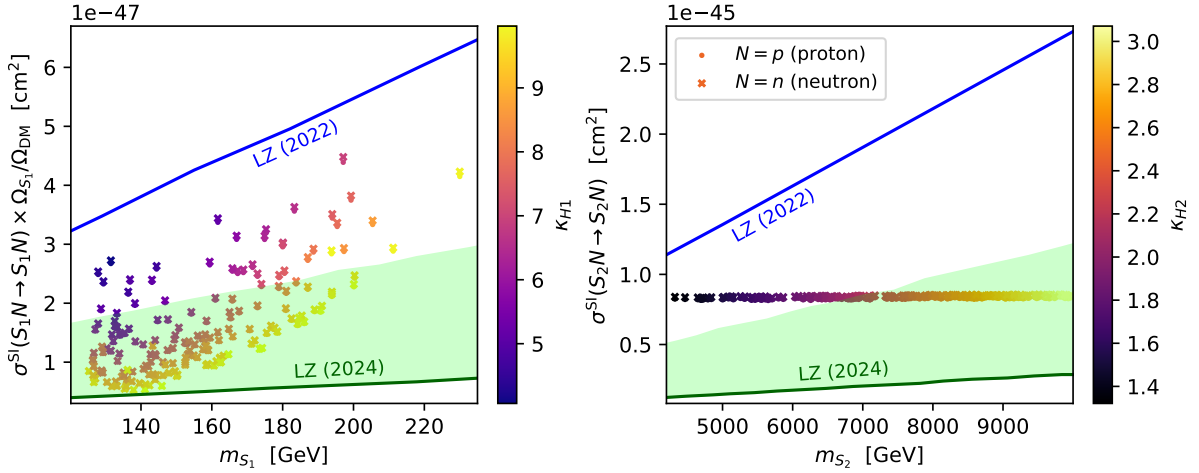 1e−47
σ^SI(S₁N → S₁N) × Ω_S₁/Ω_DM [cm²]
6
5
4
3
2
1
LZ (2022)
LZ (2024)
120 140 160 180 200 220
m_S₁ [GeV]
9
8
7
6
5
κ_H1
1e−45
σ^SI(S₂N → S₂N) [cm²]
2.5
2.0
1.5
1.0
0.5
N = p (proton)
N = n (neutron)
LZ (2022)
LZ (2024)
5000 6000 7000 8000 9000
m_S₂ [GeV]
3.0
2.8
2.6
2.4
2.2
2.0
1.8
1.6
1.4
κ_H2